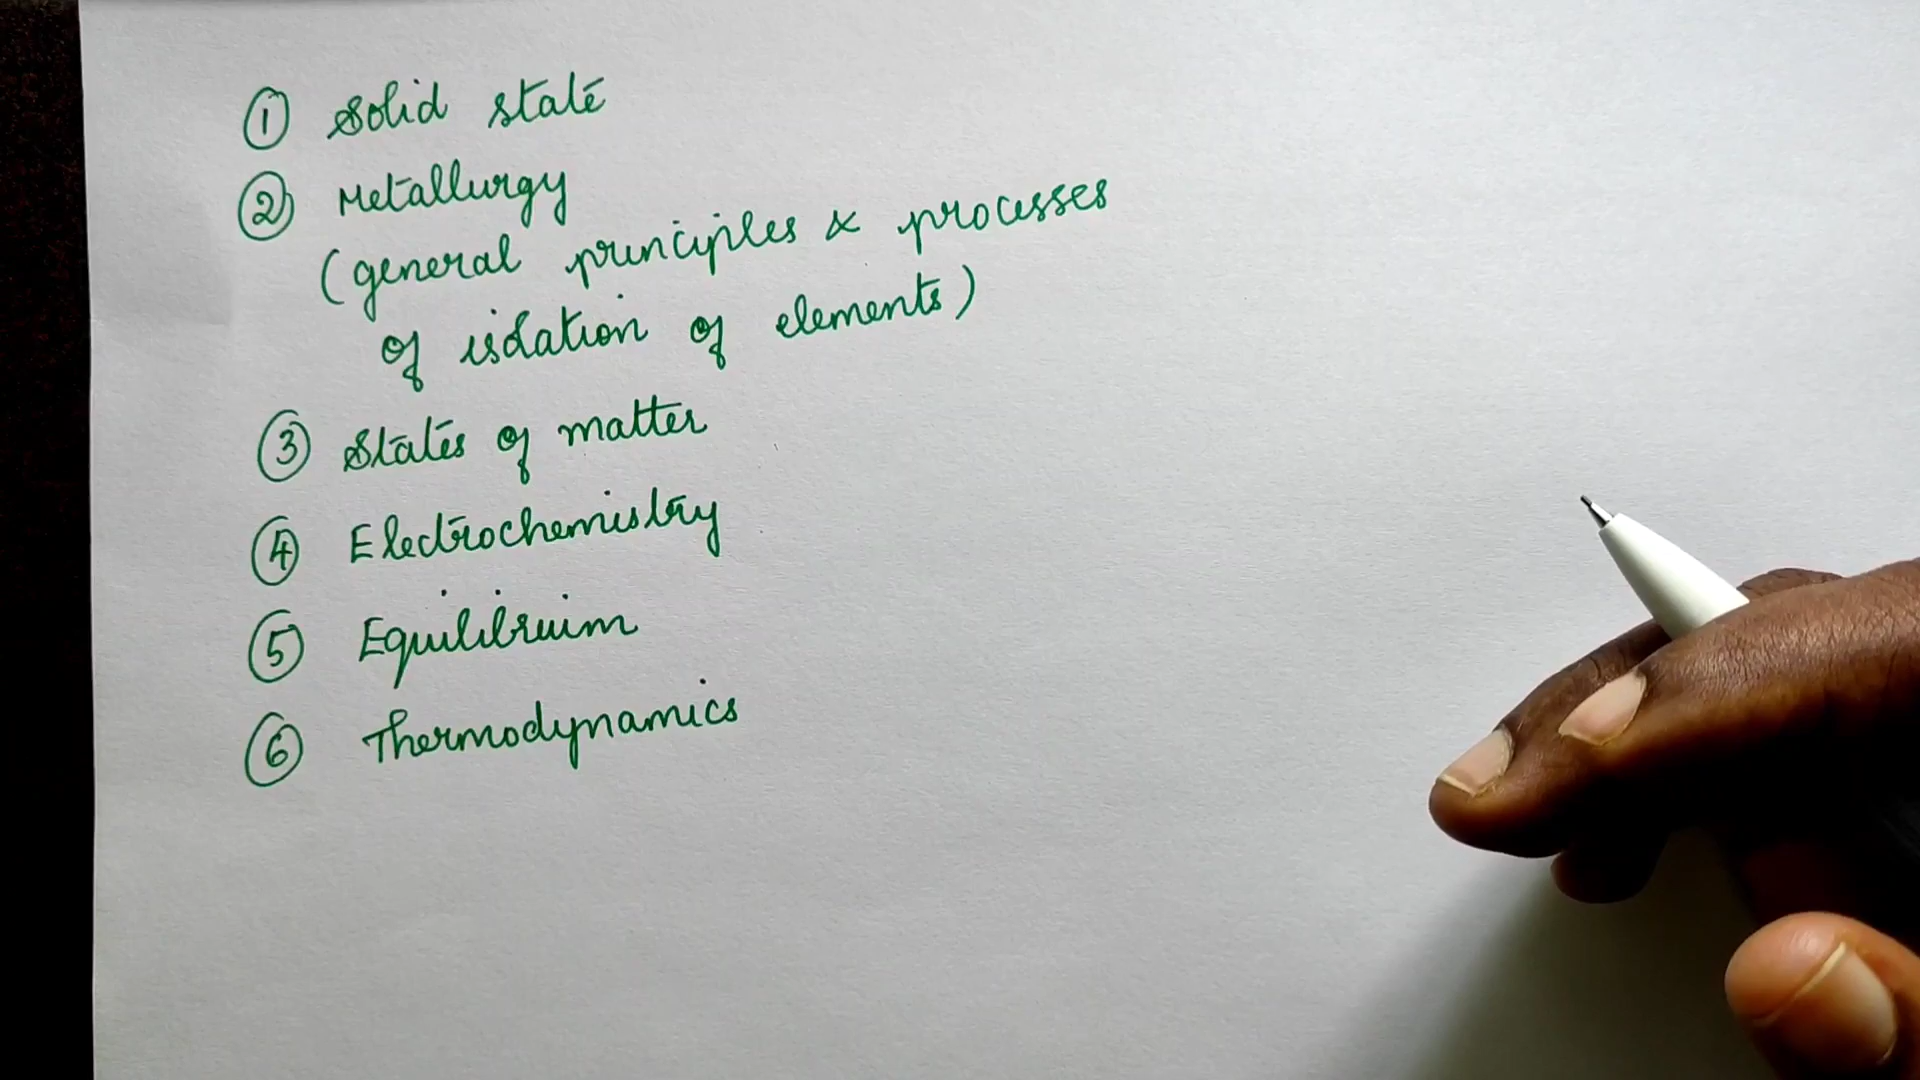 ① Solid state
② Metallurgy
(general principles & processes
of isolation of elements)
③ States of matter
④ Electrochemistry
⑤ Equilibrium
⑥ Thermodynamics